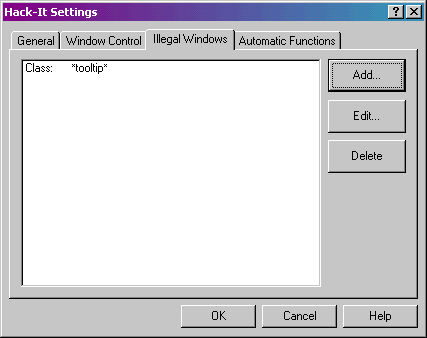 Hack-It Settings
General Window Control Illegal Windows Automatic Functions
Class: *tooltip*
Add...
Edit...
Delete
OK Cancel Help